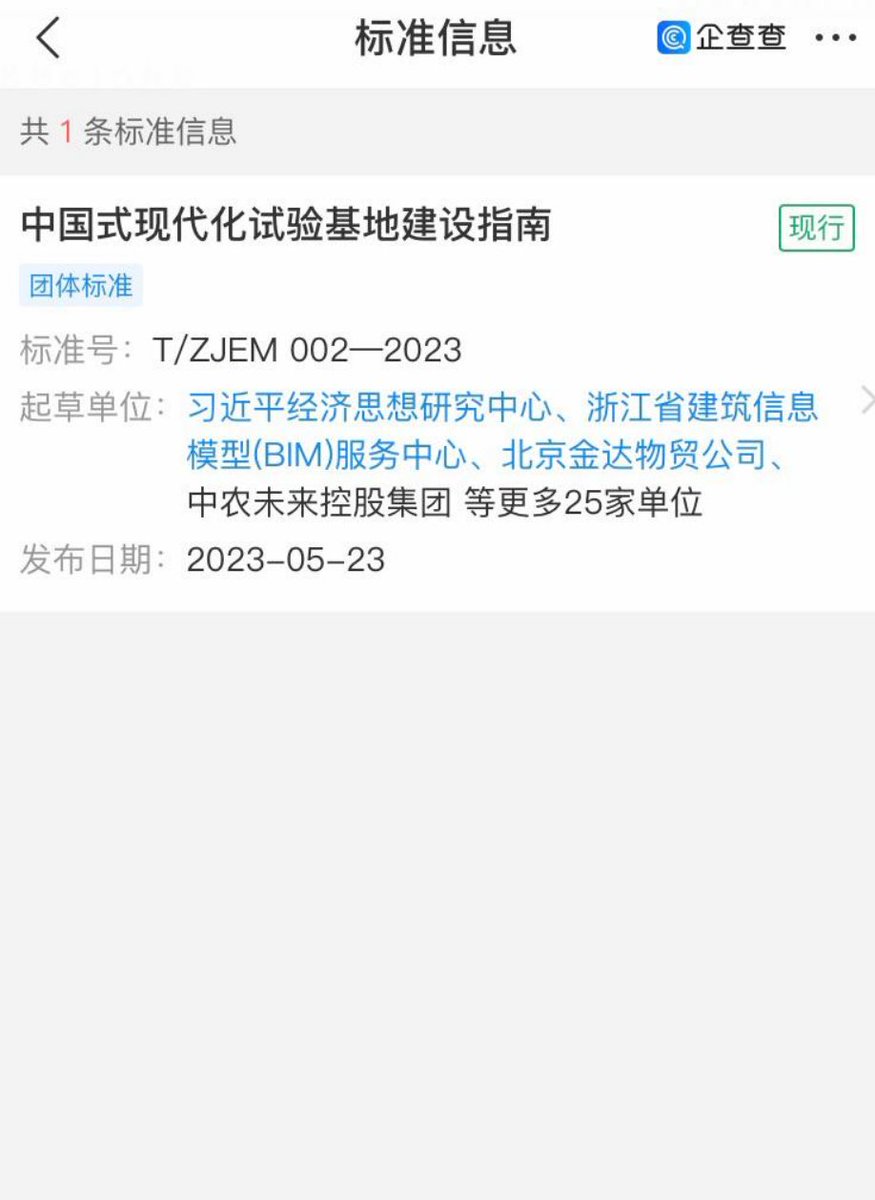 标准信息 企查查
共 1 条标准信息
中国式现代化试验基地建设指南 现行
团体标准
标准号： T/ZJEM 002—2023
起草单位： 习近平经济思想研究中心、浙江省建筑信息
模型(BIM)服务中心、北京金达物贸公司、
中农未来控股集团 等更多25家单位
发布日期： 2023-05-23